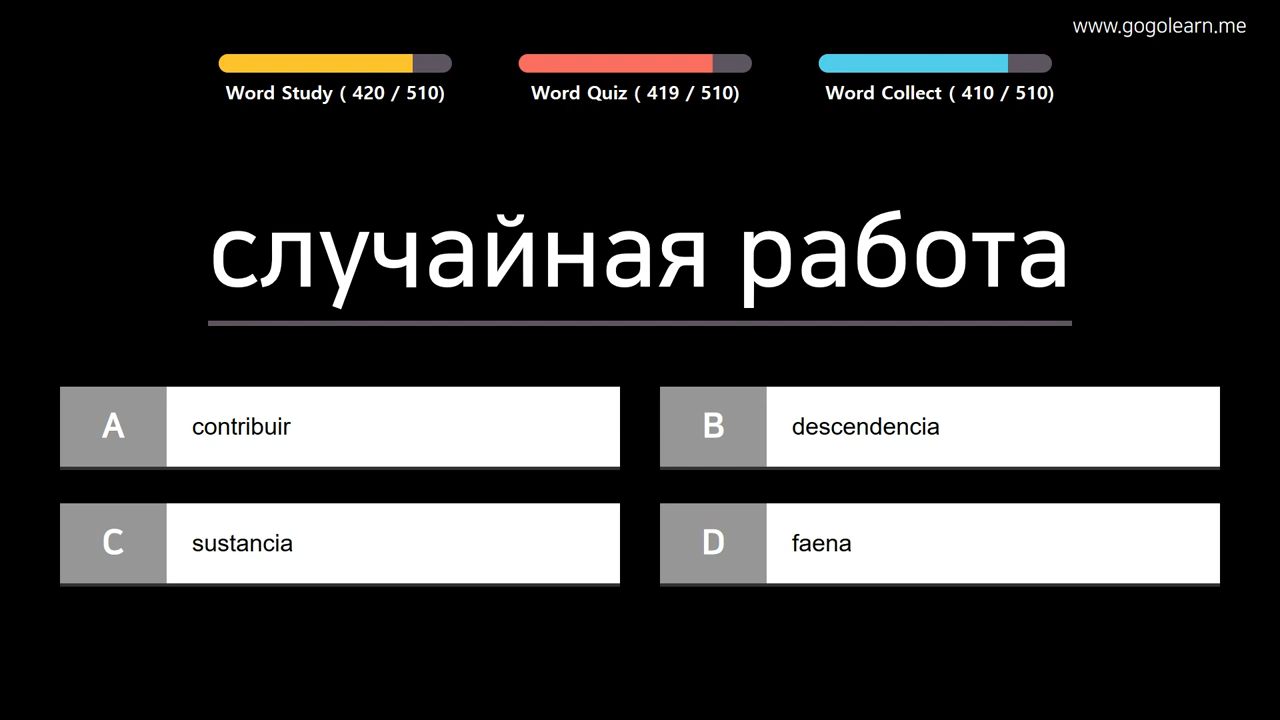 www.gogolearn.me
Word Study ( 420 / 510)
Word Quiz ( 419 / 510)
Word Collect ( 410 / 510)
случайная работа
A contribuir
B descendencia
C sustancia
D faena